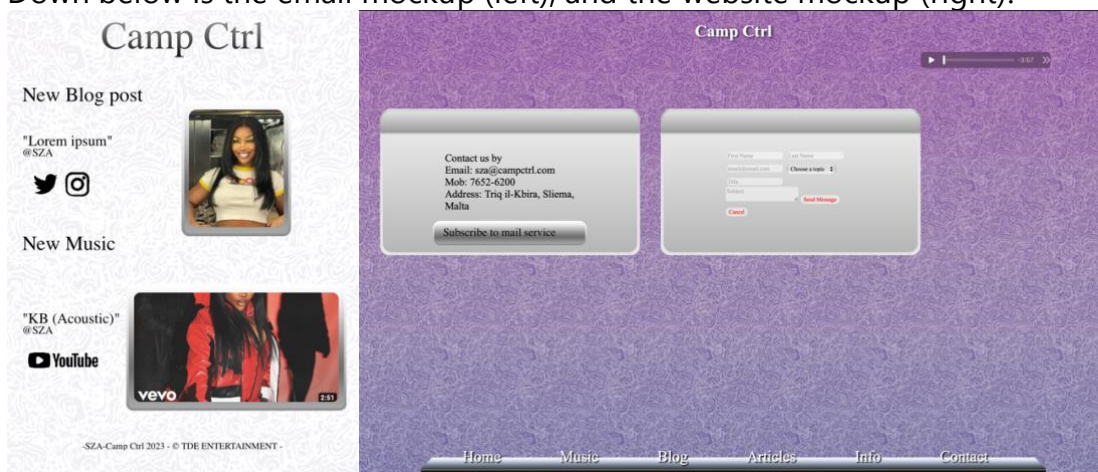 Down below is the email mockup (left), and the website mockup (right).
Camp Ctrl
New Blog post
"Lorem ipsum"
@SZA
New Music
"KB (Acoustic)"
@SZA
YouTube
vevo
2:51
-SZA-Camp Ctrl 2023 - © TDE ENTERTAINMENT -
Camp Ctrl
-3:57
Contact us by
Email: sza@campctrl.com
Mob: 7652-6200
Address: Triq il-Kbira, Sliema,
Malta
Subscribe to mail service
First Name Last Name
email@email.com Choose a topic
Title
Subject
Send Message
Cancel
Home Music Blog Articles Info Contact